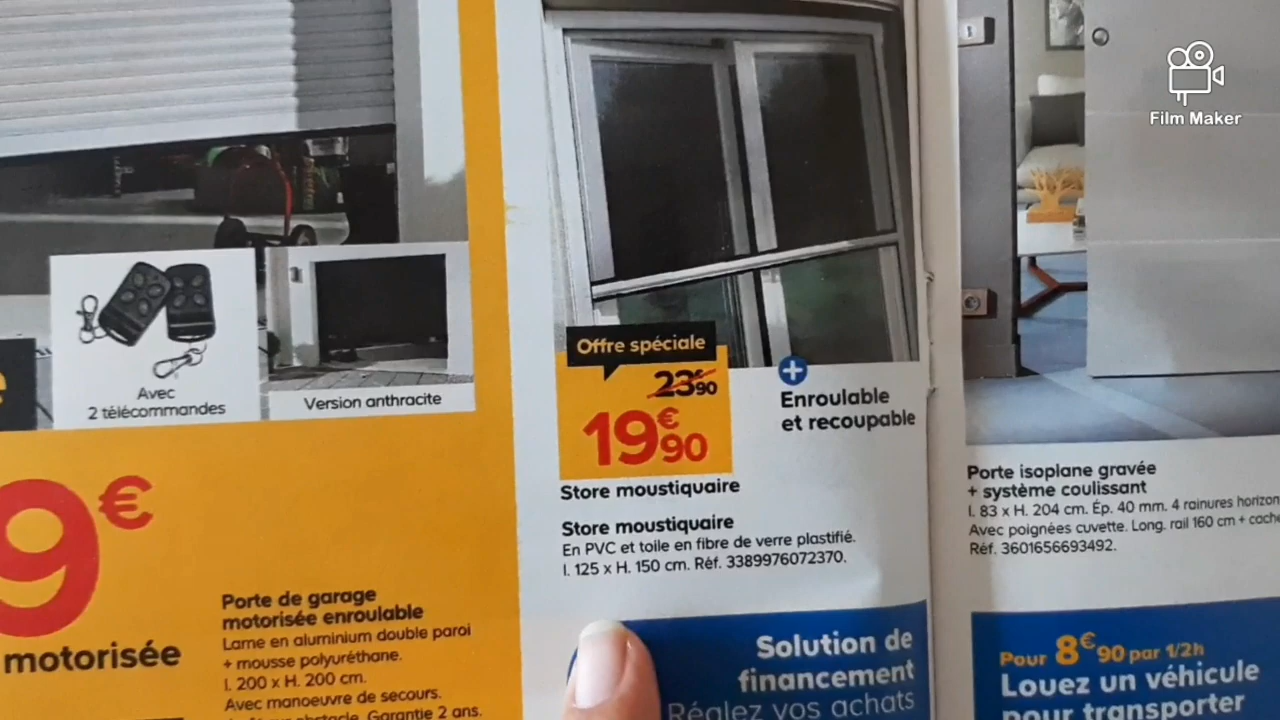 Film Maker
Avec
2 télécommandes
Version anthracite
9€
motorisée
Porte de garage
motorisée enroulable
Lame en aluminium double paroi
+ mousse polyuréthane.
l. 200 x H. 200 cm.
Avec manoeuvre de secours.
Garantie 2 ans.
Offre spéciale
23€90
19€90
+
Enroulable
et recoupable
Store moustiquaire
Store moustiquaire
En PVC et toile en fibre de verre plastifié.
l. 125 x H. 150 cm. Réf. 3389976072370.
Solution de
financement
Réglez vos achats
Porte isoplane gravée
+ système coulissant
l. 83 x H. 204 cm. Ép. 40 mm. 4 rainures horizon
Avec poignées cuvette. Long. rail 160 cm + cach
Réf. 3601656693492.
Pour 8€90 par 1/2h
Louez un véhicule
pour transporter